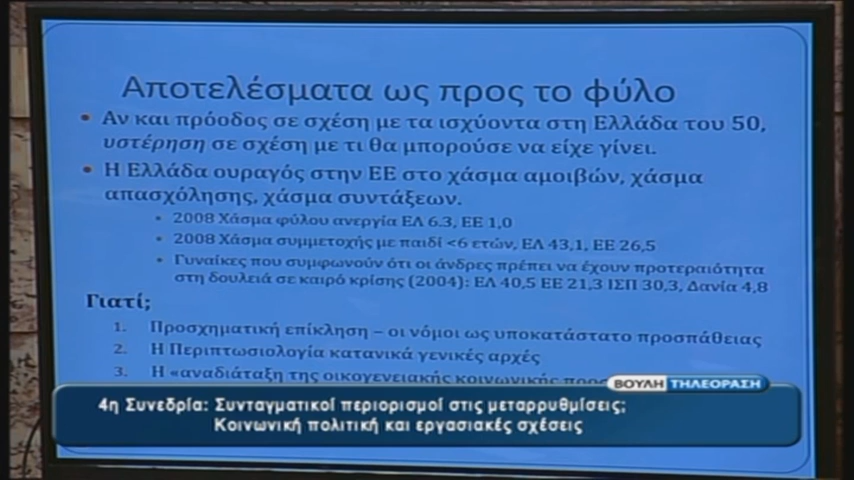 Αποτελέσματα ως προς το φύλο
• Αν και πρόοδος σε σχέση με τα ισχύοντα στη Ελλάδα του 50,
υστέρηση σε σχέση με τι θα μπορούσε να είχε γίνει.
• Η Ελλάδα ουραγός στην ΕΕ στο χάσμα αμοιβών, χάσμα
απασχόλησης, χάσμα συντάξεων.
• 2008 Χάσμα φύλου ανεργία ΕΛ 6.3, ΕΕ 1,0
• 2008 Χάσμα συμμετοχής με παιδί <6 ετών, ΕΛ 43,1, ΕΕ 26,5
• Γυναίκες που συμφωνούν ότι οι άνδρες πρέπει να έχουν προτεραιότητα
στη δουλειά σε καιρό κρίσης (2004): ΕΛ 40,5 ΕΕ 21,3 ΙΣΠ 30,3, Δανία 4,8
Γιατί;
1. Προσχηματική επίκληση – οι νόμοι ως υποκατάστατο προσπάθειας
2. Η Περιπτωσιολογία κατανικά γενικές αρχές
3. Η «αναδιάταξη της οικογενειακής κοινωνικής
ΒΟΥΛΗ ΤΗΛΕΟΡΑΣΗ
4η Συνεδρία: Συνταγματικοί περιορισμοί στις μεταρρυθμίσεις;
Κοινωνική πολιτική και εργασιακές σχέσεις